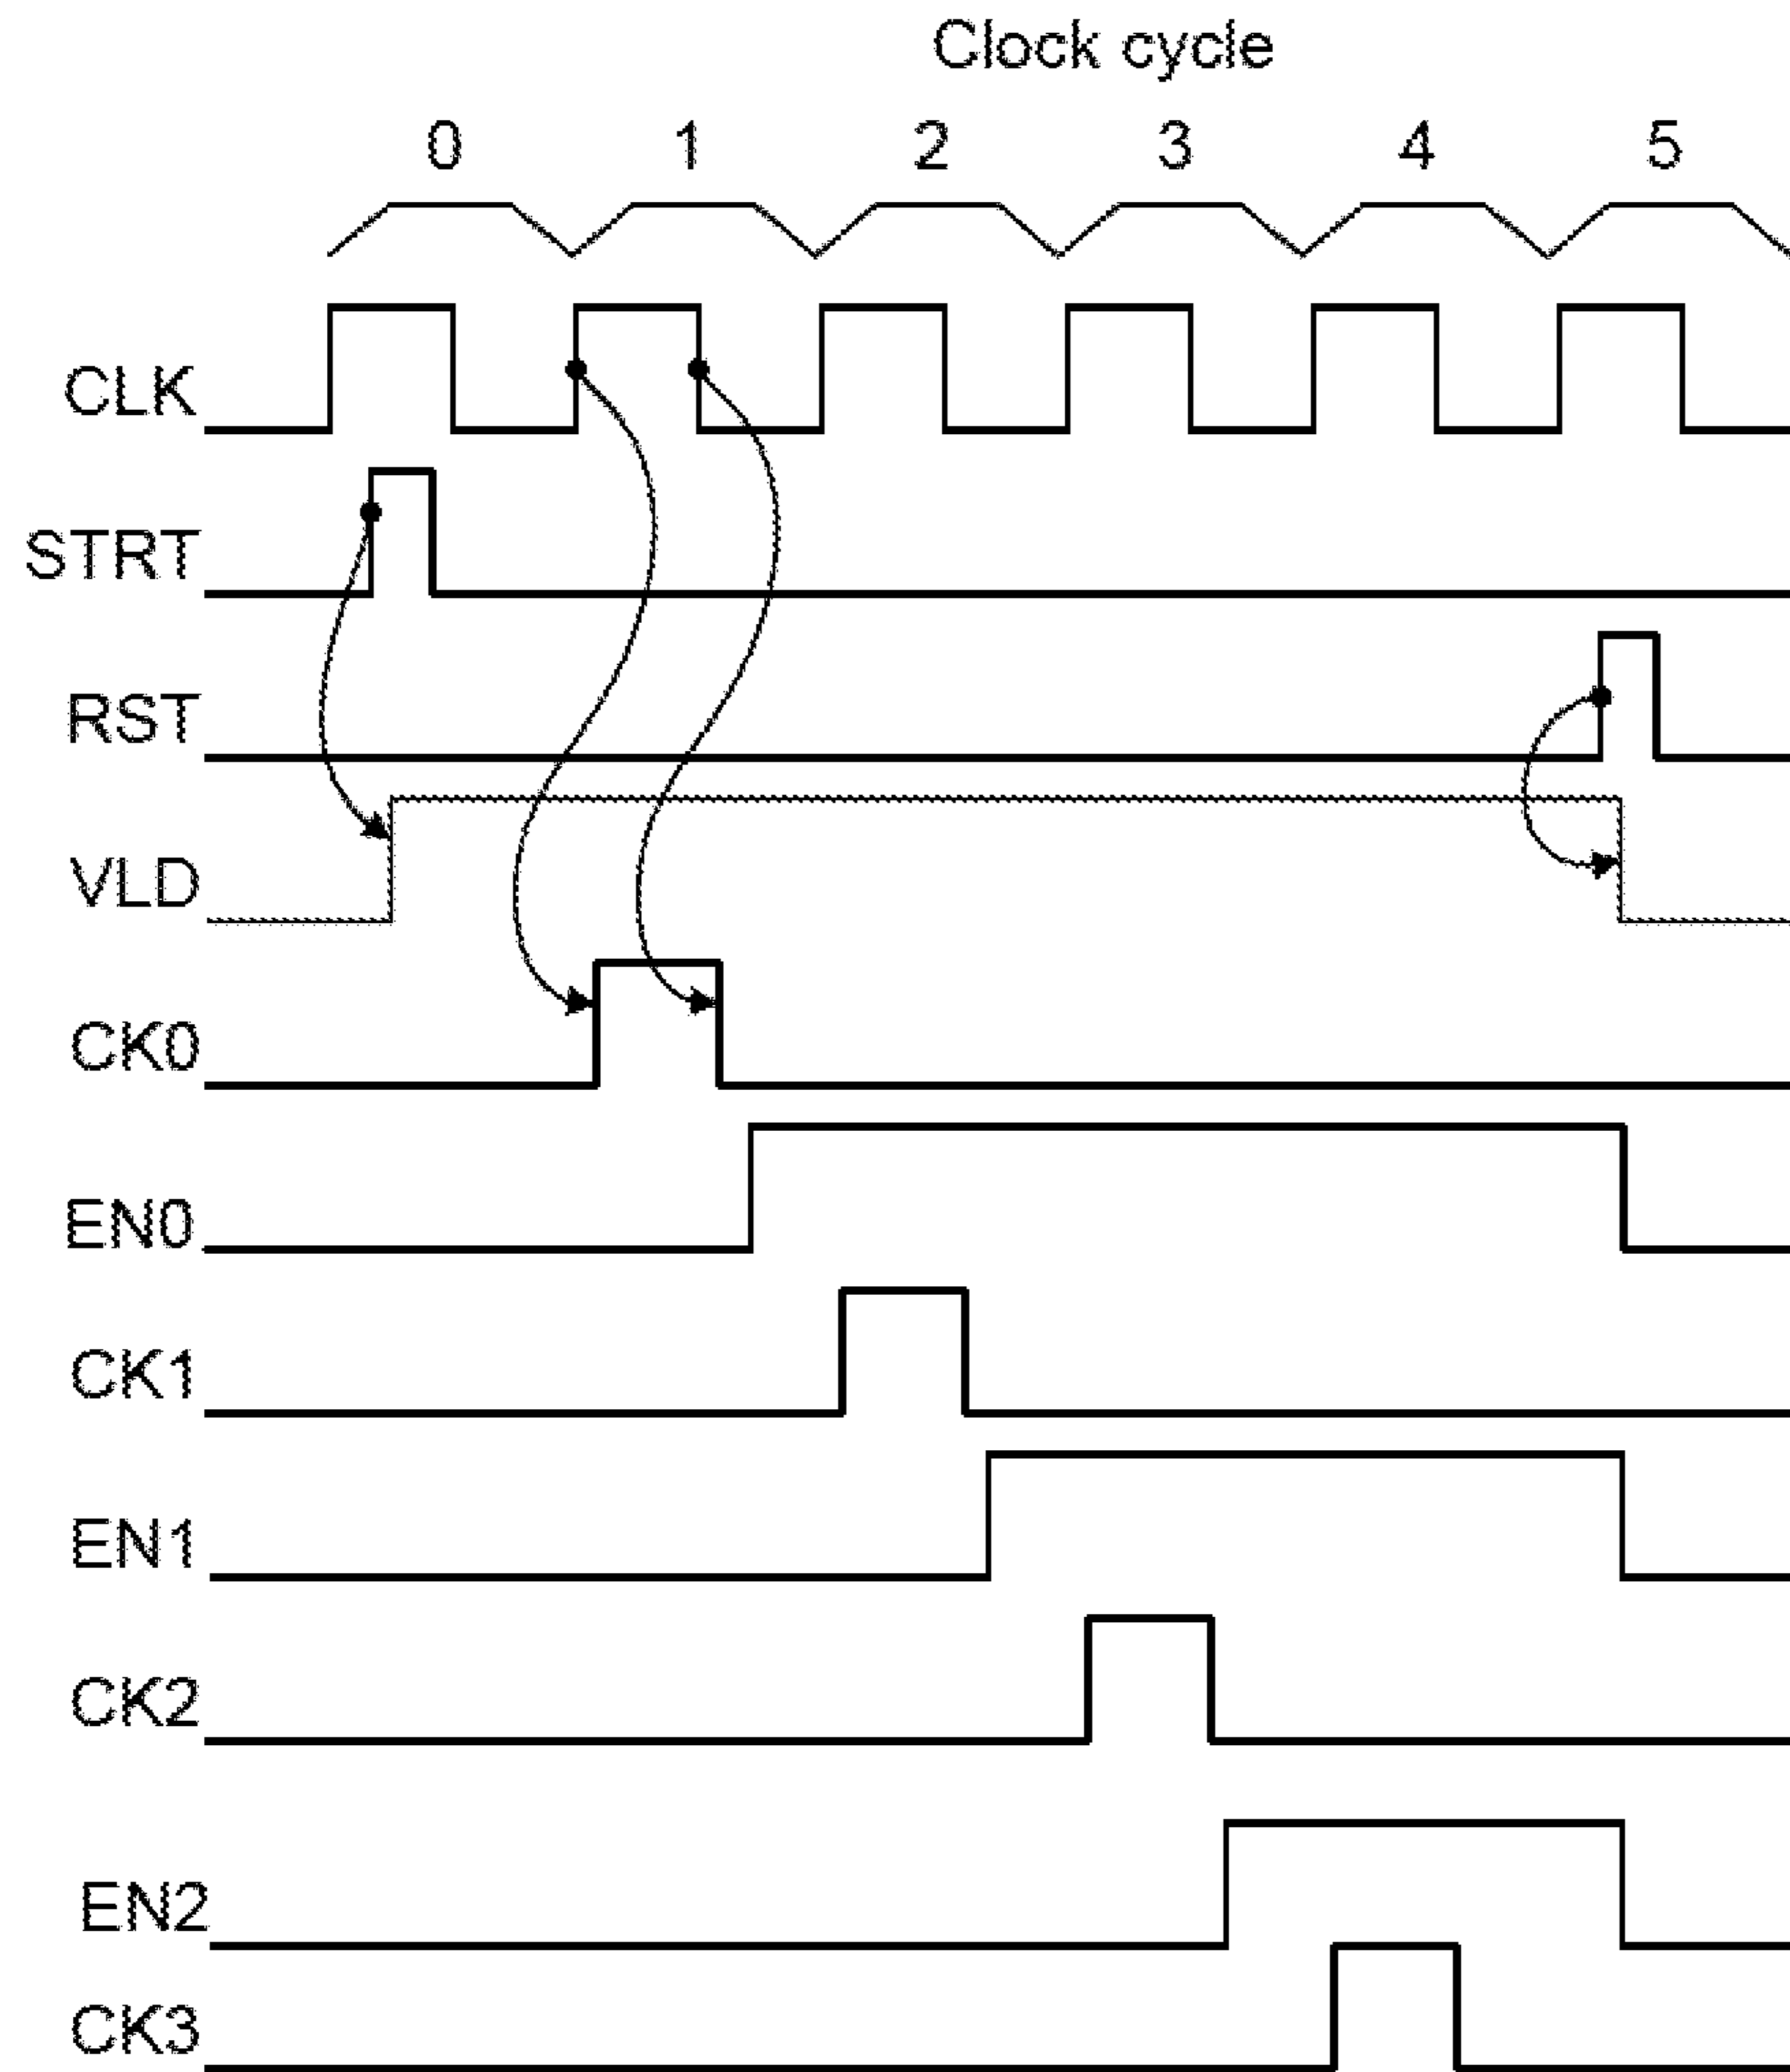 Clock cycle
0 1 2 3 4 5
CLK
STRT
RST
VLD
CK0
EN0
CK1
EN1
CK2
EN2
CK3